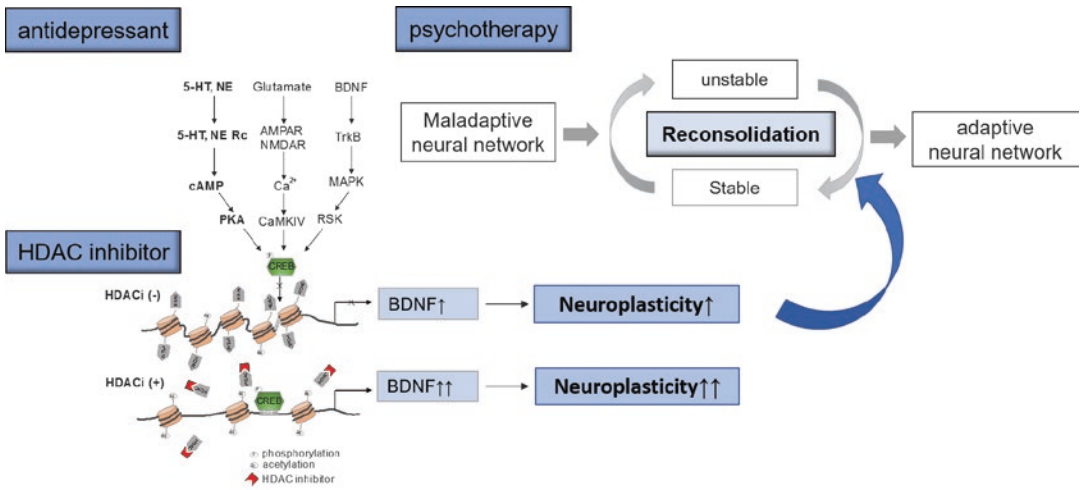 antidepressant
5-HT, NE
Glutamate
BDNF
5-HT, NE Rc
AMPAR
NMDAR
TrkB
cAMP
Ca2+
MAPK
PKA
CaMKIV
RSK
CREB
psychotherapy
Maladaptive
neural network
unstable
Reconsolidation
Stable
adaptive
neural network
HDAC inhibitor
HDACi (-)
BDNF↑
Neuroplasticity↑
HDACi (+)
CREB
BDNF↑↑
Neuroplasticity↑↑
phosphorylation
acetylation
HDAC inhibitor